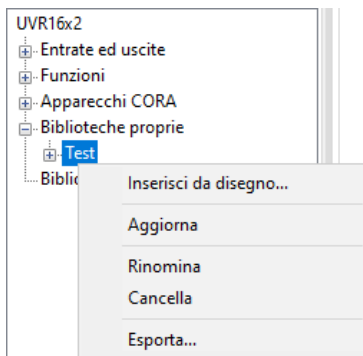 UVR16x2
Entrate ed uscite
Funzioni
Apparecchi CORA
Biblioteche proprie
Test
Inserisci da disegno...
Aggiorna
Rinomina
Cancella
Esporta...